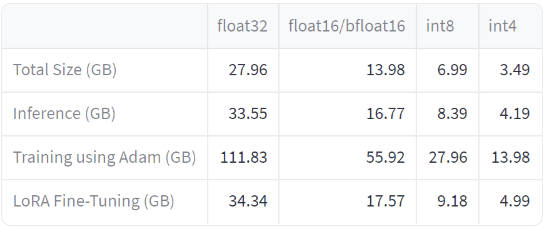 float32 float16/bfloat16 int8 int4
Total Size (GB) 27.96 13.98 6.99 3.49
Inference (GB) 33.55 16.77 8.39 4.19
Training using Adam (GB) 111.83 55.92 27.96 13.98
LoRA Fine-Tuning (GB) 34.34 17.57 9.18 4.99